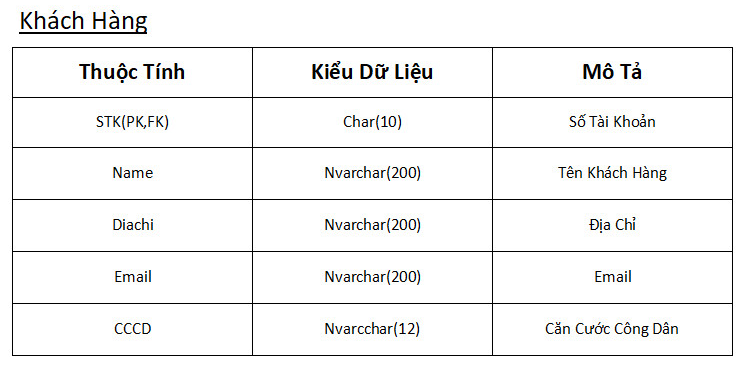 Khách Hàng
Thuộc Tính Kiểu Dữ Liệu Mô Tả
STK(PK,FK) Char(10) Số Tài Khoản
Name Nvarchar(200) Tên Khách Hàng
Diachi Nvarchar(200) Địa Chỉ
Email Nvarchar(200) Email
CCCD Nvarcchar(12) Căn Cước Công Dân